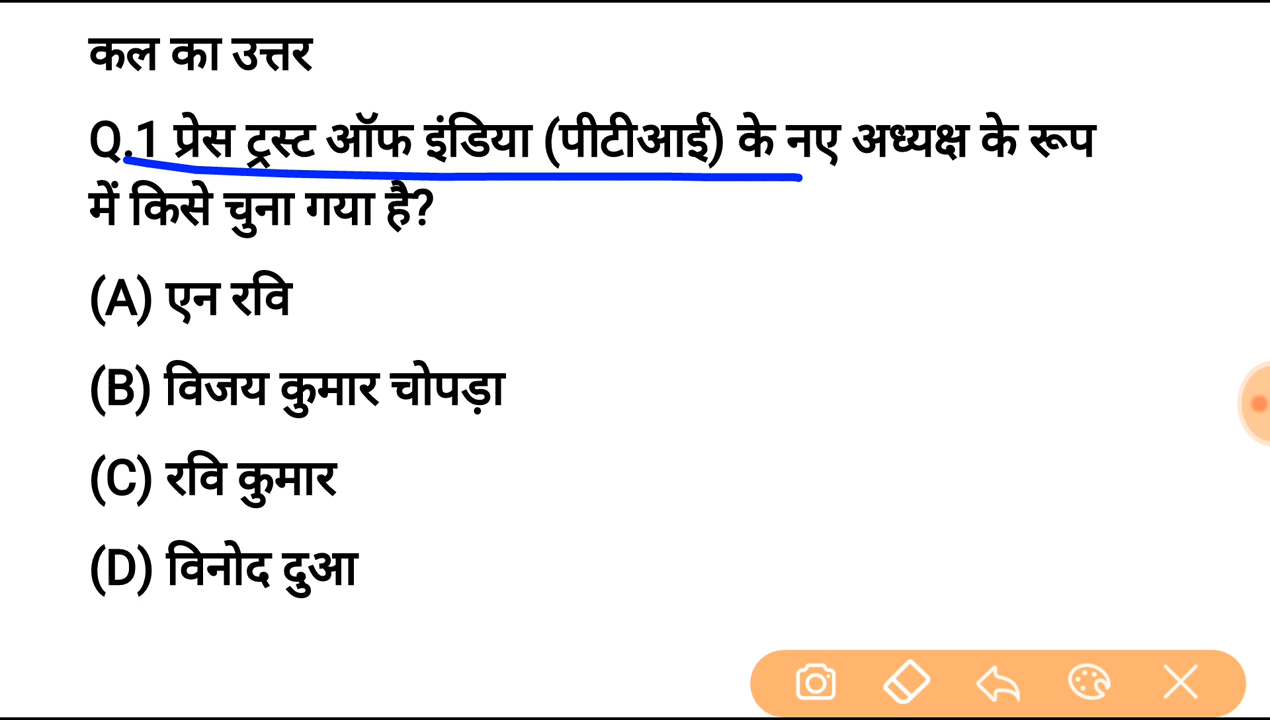 कल का उत्तर
Q.1 प्रेस ट्रस्ट ऑफ इंडिया (पीटीआई) के नए अध्यक्ष के रूप
में किसे चुना गया है?
(A) एन रवि
(B) विजय कुमार चोपड़ा
(C) रवि कुमार
(D) विनोद दुआ